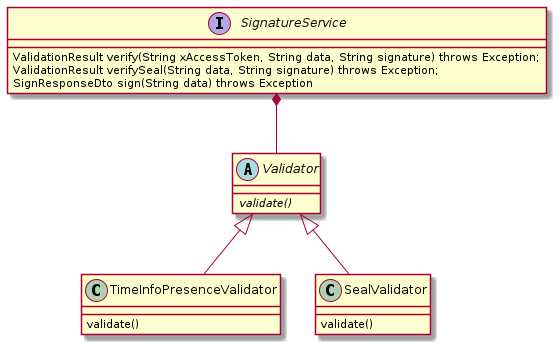 I SignatureService
ValidationResult verify(String xAccessToken, String data, String signature) throws Exception;
ValidationResult verifySeal(String data, String signature) throws Exception;
SignResponseDto sign(String data) throws Exception
A Validator
validate()
C TimeInfoPresenceValidator
validate()
C SealValidator
validate()